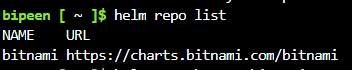 bipeen [ ~ ]$ helm repo list
NAME    URL
bitnami https://charts.bitnami.com/bitnami